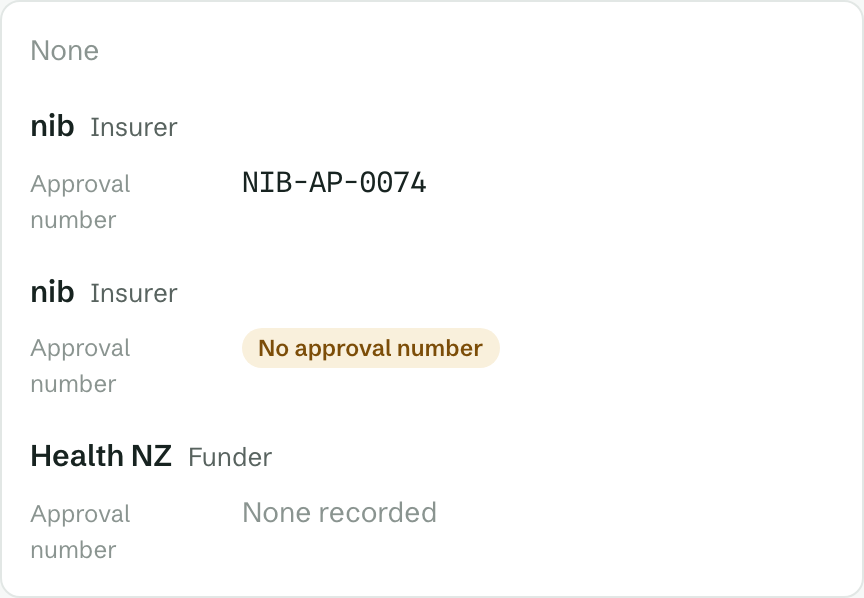 None
nib Insurer
Approval NIB-AP-0074
number
nib Insurer
Approval No approval number
number
Health NZ Funder
Approval None recorded
number